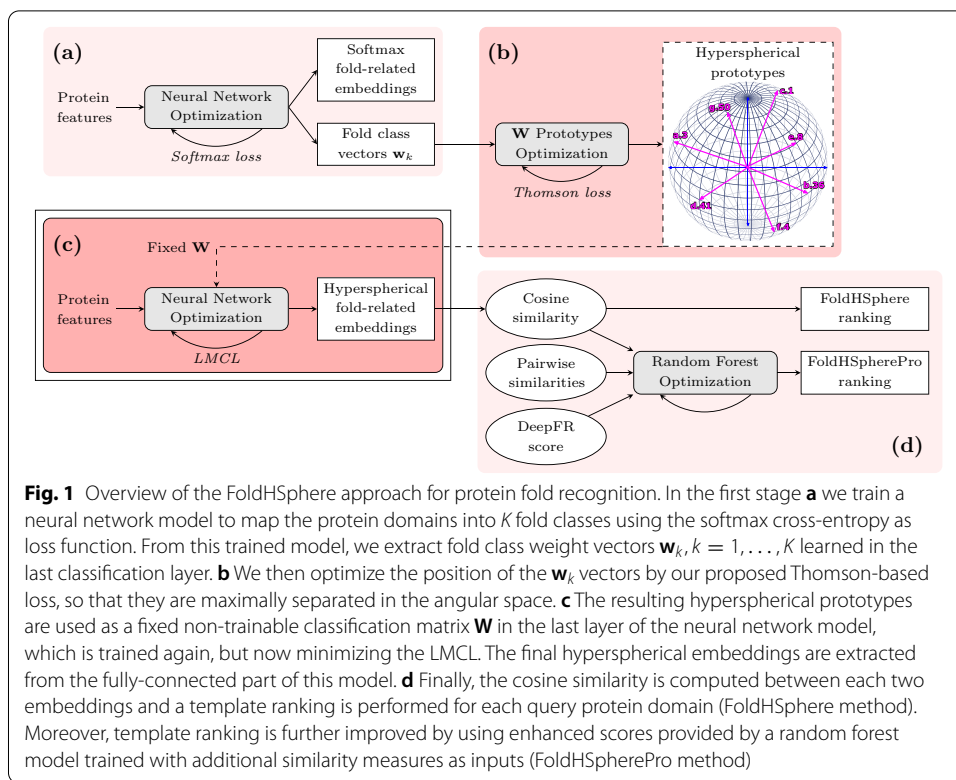 (a)
Protein
features
Neural Network
Optimization
Softmax loss
Softmax
fold-related
embeddings
Fold class
vectors w_k
(b)
W Prototypes
Optimization
Thomson loss
Hyperspherical
prototypes
c.1
g.50
a.3
e.8
b.36
d.41
f.4
(c)
Fixed W
Protein
features
Neural Network
Optimization
LMCL
Hyperspherical
fold-related
embeddings
Cosine
similarity
Pairwise
similarities
DeepFR
score
Random Forest
Optimization
FoldHSphere
ranking
FoldHSpherePro
ranking
(d)
Fig. 1 Overview of the FoldHSphere approach for protein fold recognition. In the first stage a we train a
neural network model to map the protein domains into K fold classes using the softmax cross-entropy as
loss function. From this trained model, we extract fold class weight vectors w_k, k = 1, . . . , K learned in the
last classification layer. b We then optimize the position of the w_k vectors by our proposed Thomson-based
loss, so that they are maximally separated in the angular space. c The resulting hyperspherical prototypes
are used as a fixed non-trainable classification matrix W in the last layer of the neural network model,
which is trained again, but now minimizing the LMCL. The final hyperspherical embeddings are extracted
from the fully-connected part of this model. d Finally, the cosine similarity is computed between each two
embeddings and a template ranking is performed for each query protein domain (FoldHSphere method).
Moreover, template ranking is further improved by using enhanced scores provided by a random forest
model trained with additional similarity measures as inputs (FoldHSpherePro method)